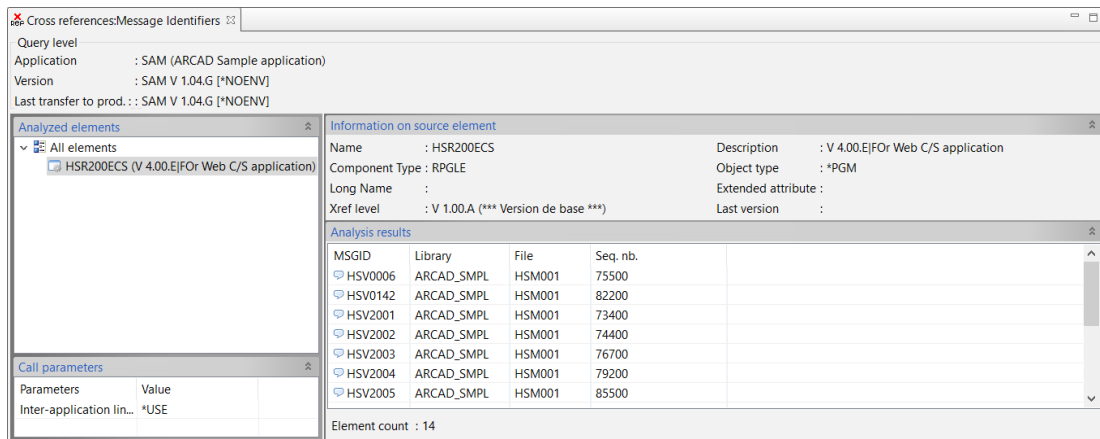 REF Cross references:Message Identifiers
Query level
Application : SAM (ARCAD Sample application)
Version : SAM V 1.04.G [*NOENV]
Last transfer to prod. : : SAM V 1.04.G [*NOENV]
Analyzed elements
All elements
HSR200ECS (V 4.00.E|FOr Web C/S application)
Call parameters
Parameters Value
Inter-application lin... *USE
Information on source element
Name : HSR200ECS Description : V 4.00.E|FOr Web C/S application
Component Type : RPGLE Object type : *PGM
Long Name : Extended attribute :
Xref level : V 1.00.A (*** Version de base ***) Last version :
Analysis results
MSGID Library File Seq. nb.
HSV0006 ARCAD_SMPL HSM001 75500
HSV0142 ARCAD_SMPL HSM001 82200
HSV2001 ARCAD_SMPL HSM001 73400
HSV2002 ARCAD_SMPL HSM001 74400
HSV2003 ARCAD_SMPL HSM001 76700
HSV2004 ARCAD_SMPL HSM001 79200
HSV2005 ARCAD_SMPL HSM001 85500
Element count : 14